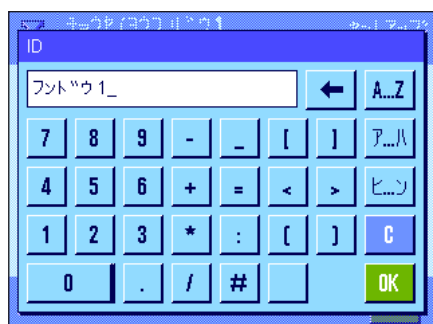 ID
フンドウ1_
← A...Z
7 8 9 - _ [ ] ア...ハ
4 5 6 + = < > ヒ...ン
1 2 3 * : ( ) C
0 . / # OK